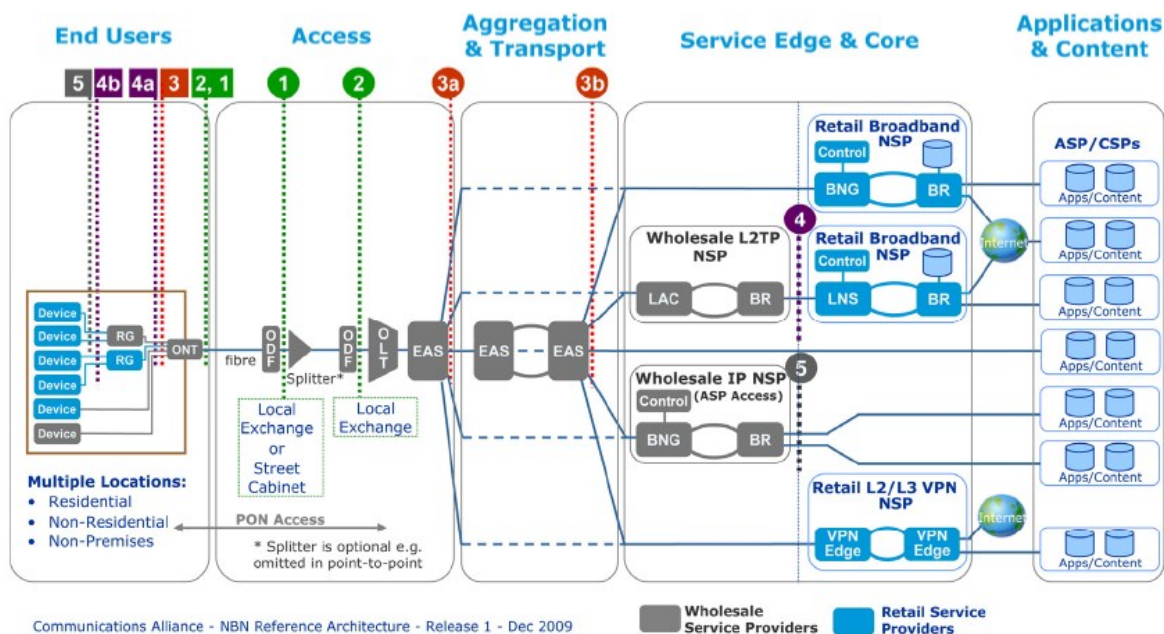 End Users
Access
Aggregation
& Transport
Service Edge & Core
Applications
& Content
5
4b
4a
3
2, 1
1
2
3a
3b
Retail Broadband
NSP
Control
BNG
BR
ASP/CSPs
Apps/Content
4
Internet
Wholesale L2TP
NSP
Retail Broadband
NSP
Control
Apps/Content
LAC
BR
LNS
BR
Apps/Content
Device
Device
Device
Device
Device
Device
RG
RG
ONT
fibre
ODF
Splitter*
ODF
OLT
EAS
EAS
EAS
Apps/Content
5
Wholesale IP NSP
(ASP Access)
Control
BNG
BR
Apps/Content
Apps/Content
Local
Exchange
or
Street
Cabinet
Local
Exchange
Multiple Locations:
• Residential
• Non-Residential
• Non-Premises
PON Access
* Splitter is optional e.g.
omitted in point-to-point
Retail L2/L3 VPN
NSP
VPN
Edge
VPN
Edge
Internet
Apps/Content
Communications Alliance - NBN Reference Architecture - Release 1 - Dec 2009
Wholesale
Service Providers
Retail Service
Providers